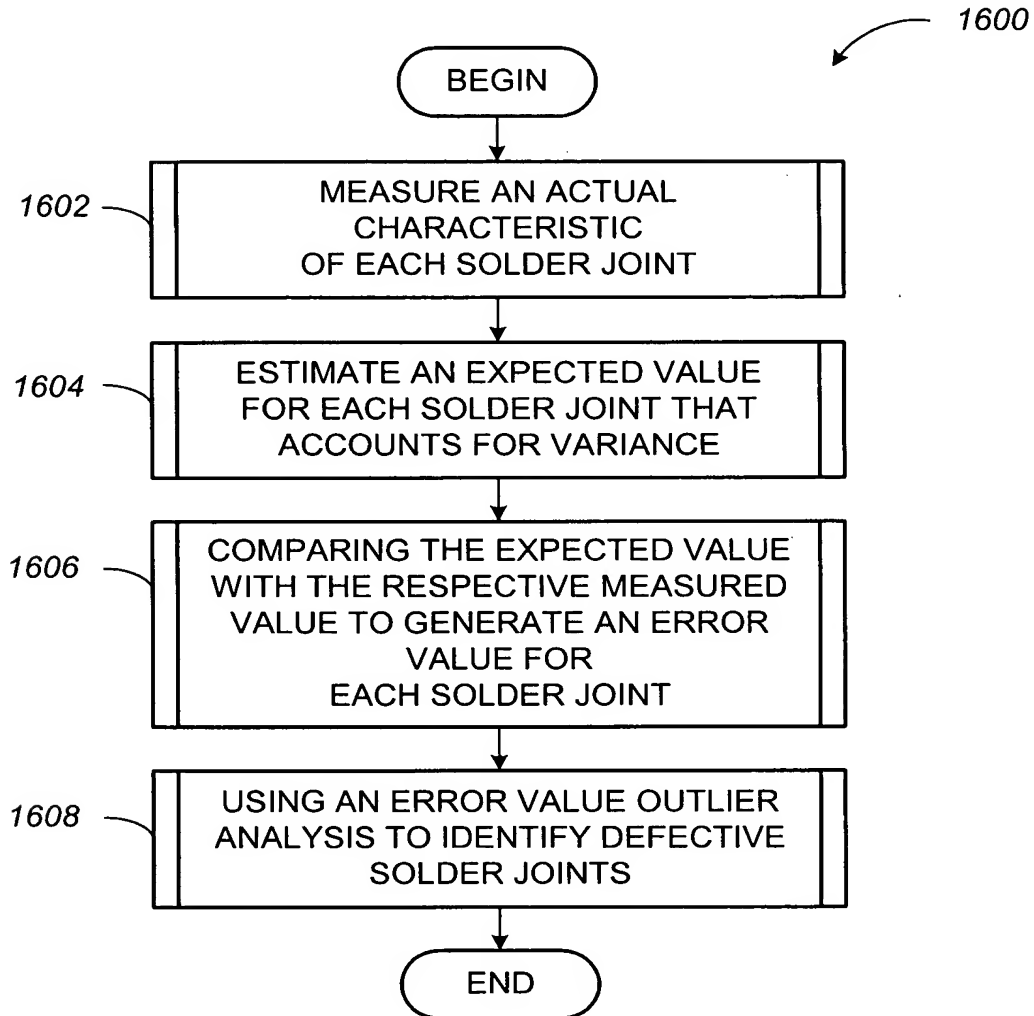 1600
BEGIN
1602
MEASURE AN ACTUAL
CHARACTERISTIC
OF EACH SOLDER JOINT
1604
ESTIMATE AN EXPECTED VALUE
FOR EACH SOLDER JOINT THAT
ACCOUNTS FOR VARIANCE
1606
COMPARING THE EXPECTED VALUE
WITH THE RESPECTIVE MEASURED
VALUE TO GENERATE AN ERROR
VALUE FOR
EACH SOLDER JOINT
1608
USING AN ERROR VALUE OUTLIER
ANALYSIS TO IDENTIFY DEFECTIVE
SOLDER JOINTS
END